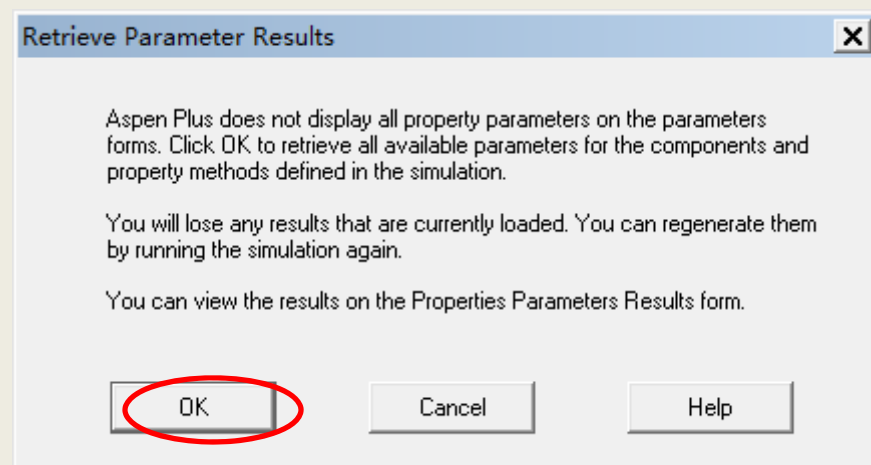 Retrieve Parameter Results
Aspen Plus does not display all property parameters on the parameters
forms. Click OK to retrieve all available parameters for the components and
property methods defined in the simulation.
You will lose any results that are currently loaded. You can regenerate them
by running the simulation again.
You can view the results on the Properties Parameters Results form.
OK
Cancel
Help